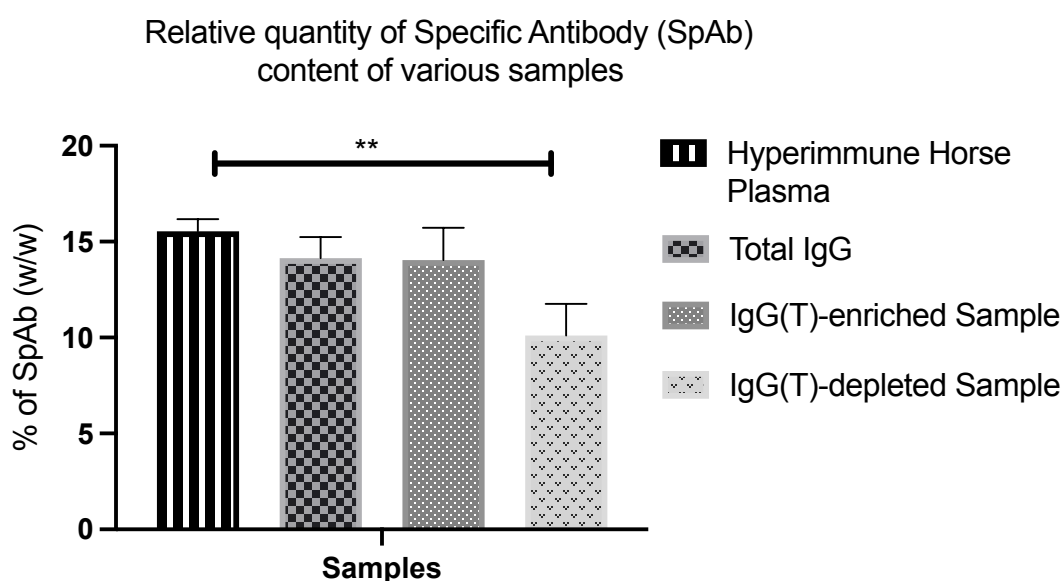 Relative quantity of Specific Antibody (SpAb)
content of various samples
% of SpAb (w/w)
20
15
10
5
0
**
Samples
Hyperimmune Horse
Plasma
Total IgG
IgG(T)-enriched Sample
IgG(T)-depleted Sample